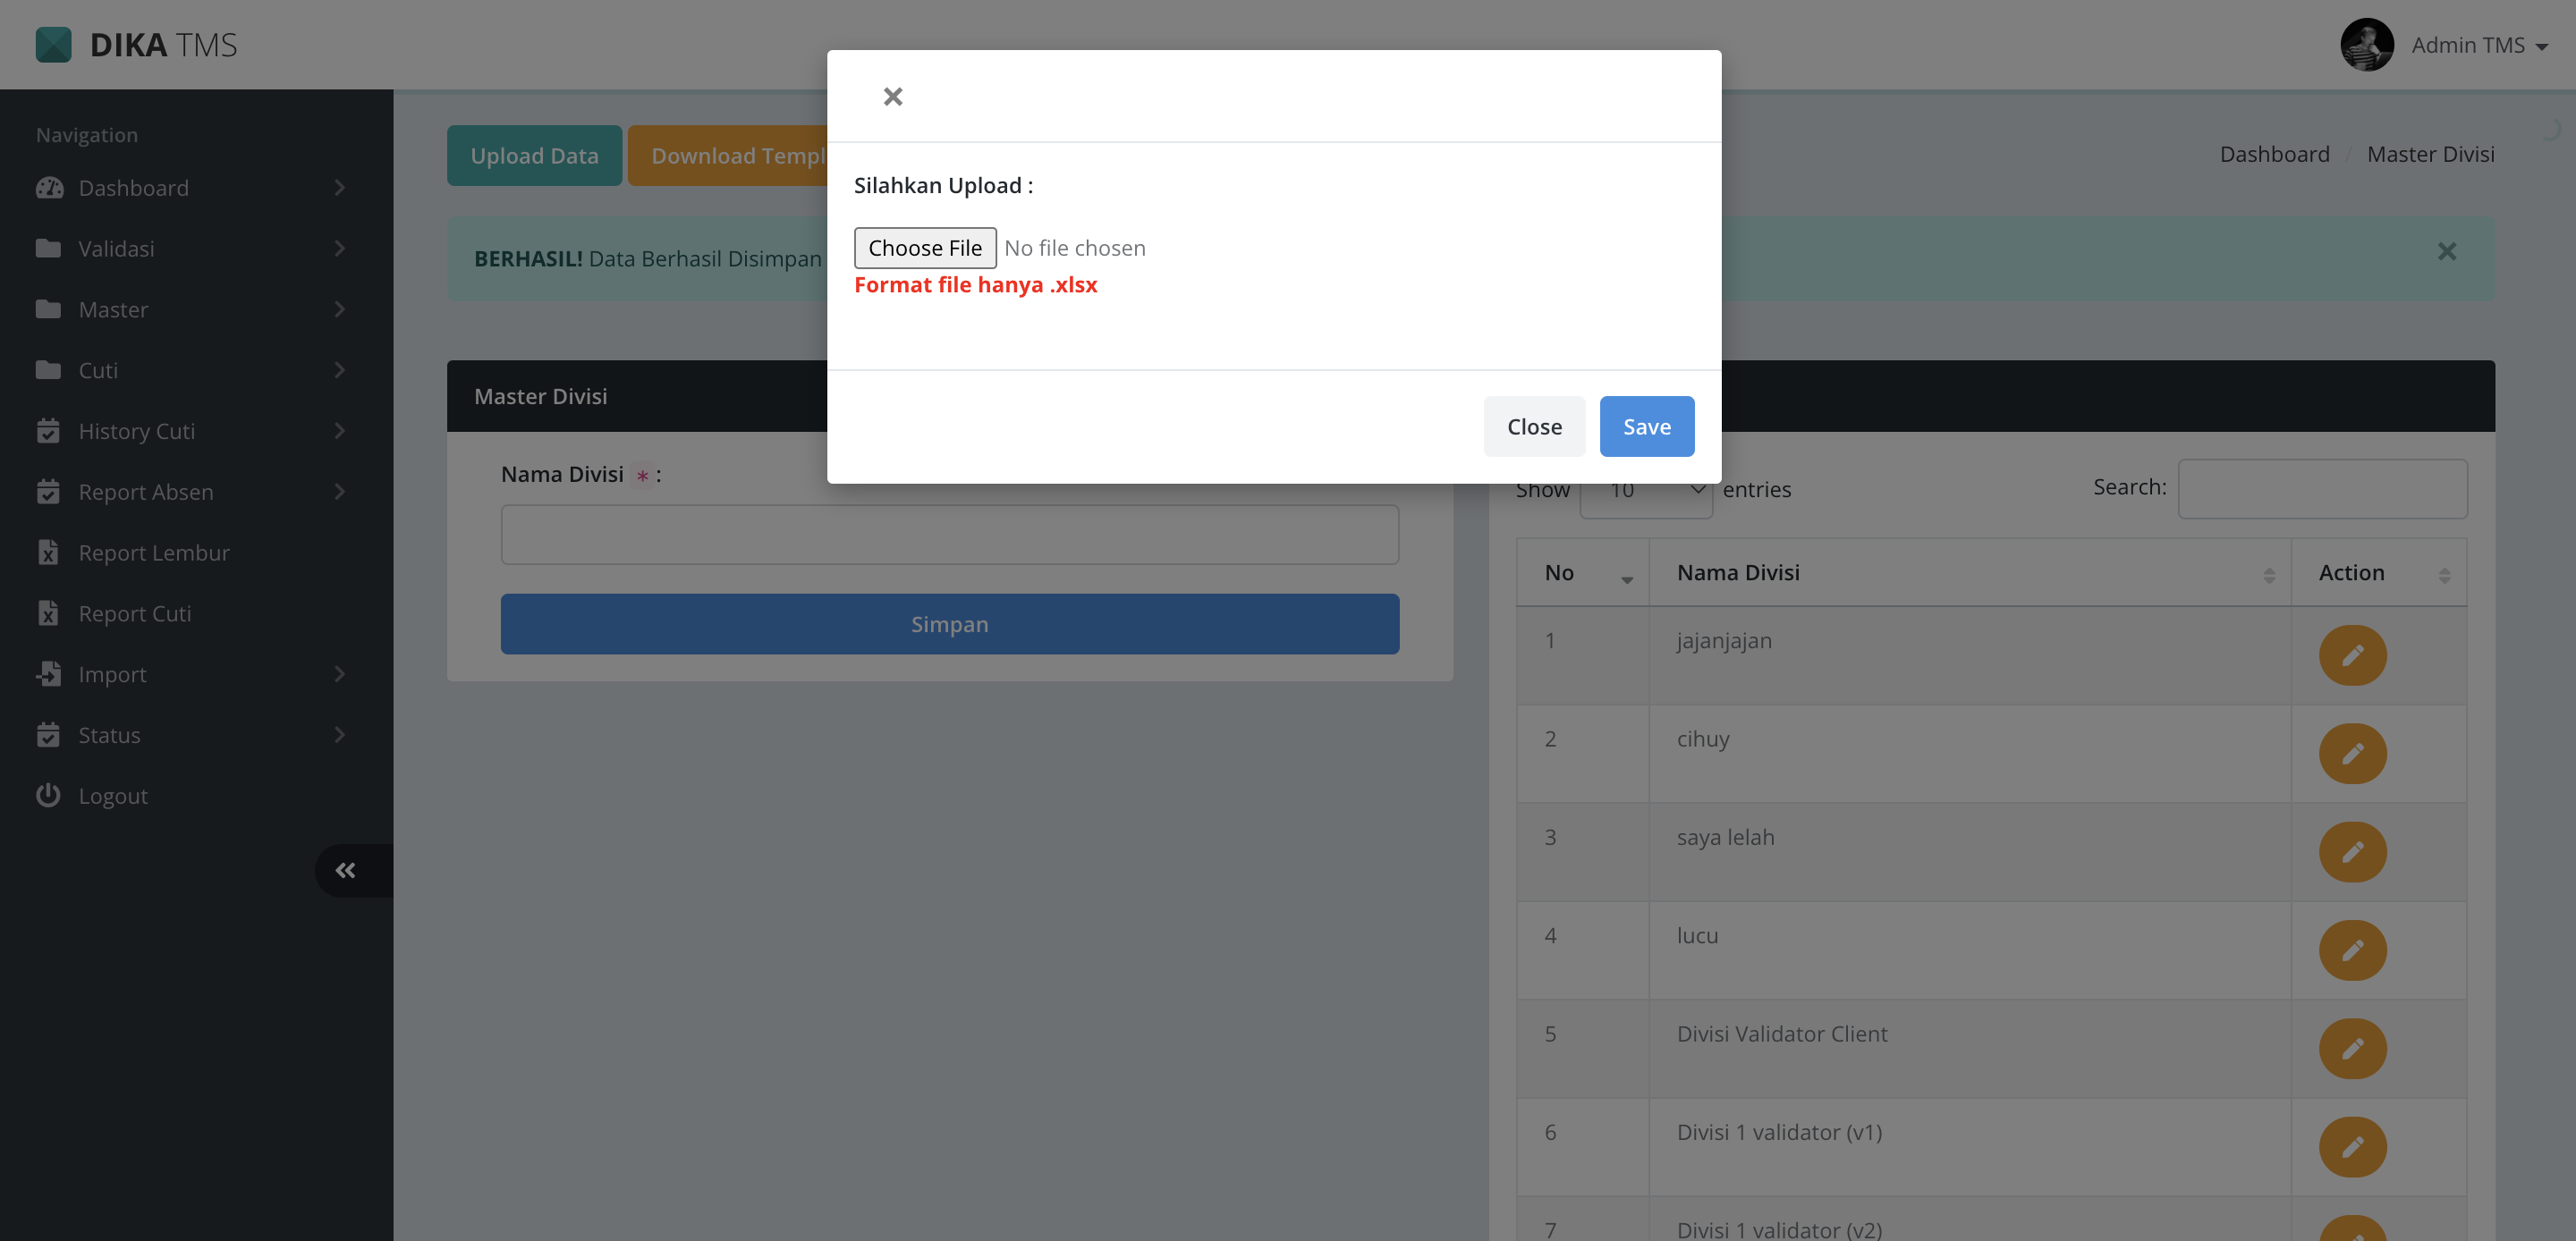 DIKA TMS
Admin TMS
Navigation
Dashboard
Validasi
Master
Cuti
History Cuti
Report Absen
Report Lembur
Report Cuti
Import
Status
Logout
Upload Data
Download Templ
Dashboard / Master Divisi
BERHASIL! Data Berhasil Disimpan
Silahkan Upload :
Choose File No file chosen
Format file hanya .xlsx
Close
Save
Master Divisi
Nama Divisi * :
Simpan
Show 10 entries
Search:
No Nama Divisi Action
1 jajanjajan
2 cihuy
3 saya lelah
4 lucu
5 Divisi Validator Client
6 Divisi 1 validator (v1)
7 Divisi 1 validator (v2)